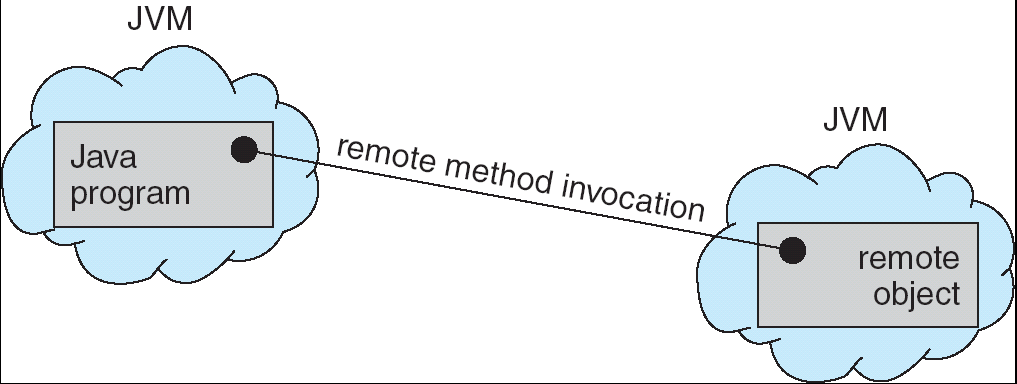 JVM
Java
program
remote method invocation
JVM
remote
object